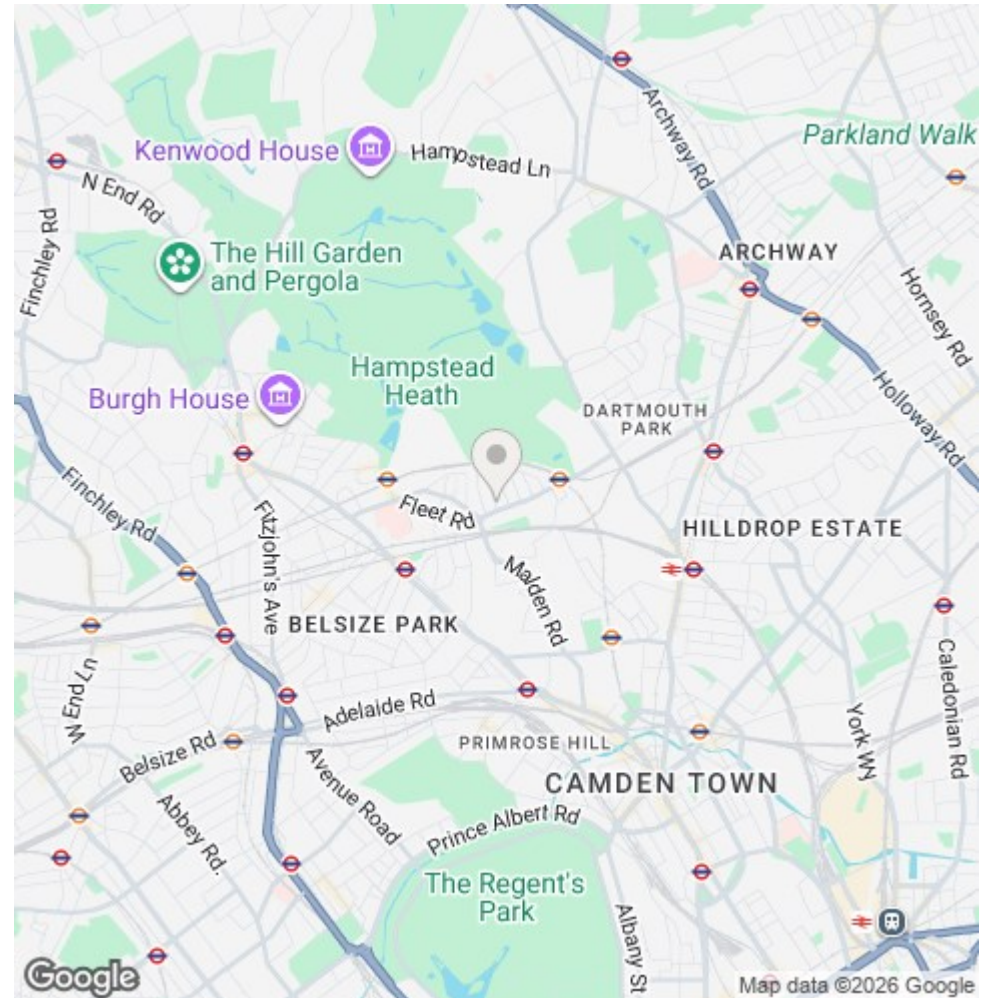 Kenwood House
Hampstead Ln
Archway Rd
Parkland Walk
N End Rd
Finchley Rd
The Hill Garden
and Pergola
ARCHWAY
Hornsey Rd
Hampstead
Heath
Burgh House
DARTMOUTH
PARK
Holloway Rd
Finchley Rd
Fitzjohn's Ave
Fleet Rd
HILLDROP ESTATE
Malden Rd
BELSIZE PARK
Caledonian Rd
W End Ln
Adelaide Rd
York WN
Belsize Rd
PRIMROSE HILL
Avenue Road
CAMDEN TOWN
Abbey Rd.
Prince Albert Rd
The Regent's
Park
Albany St
Google
Map data ©2026 Google